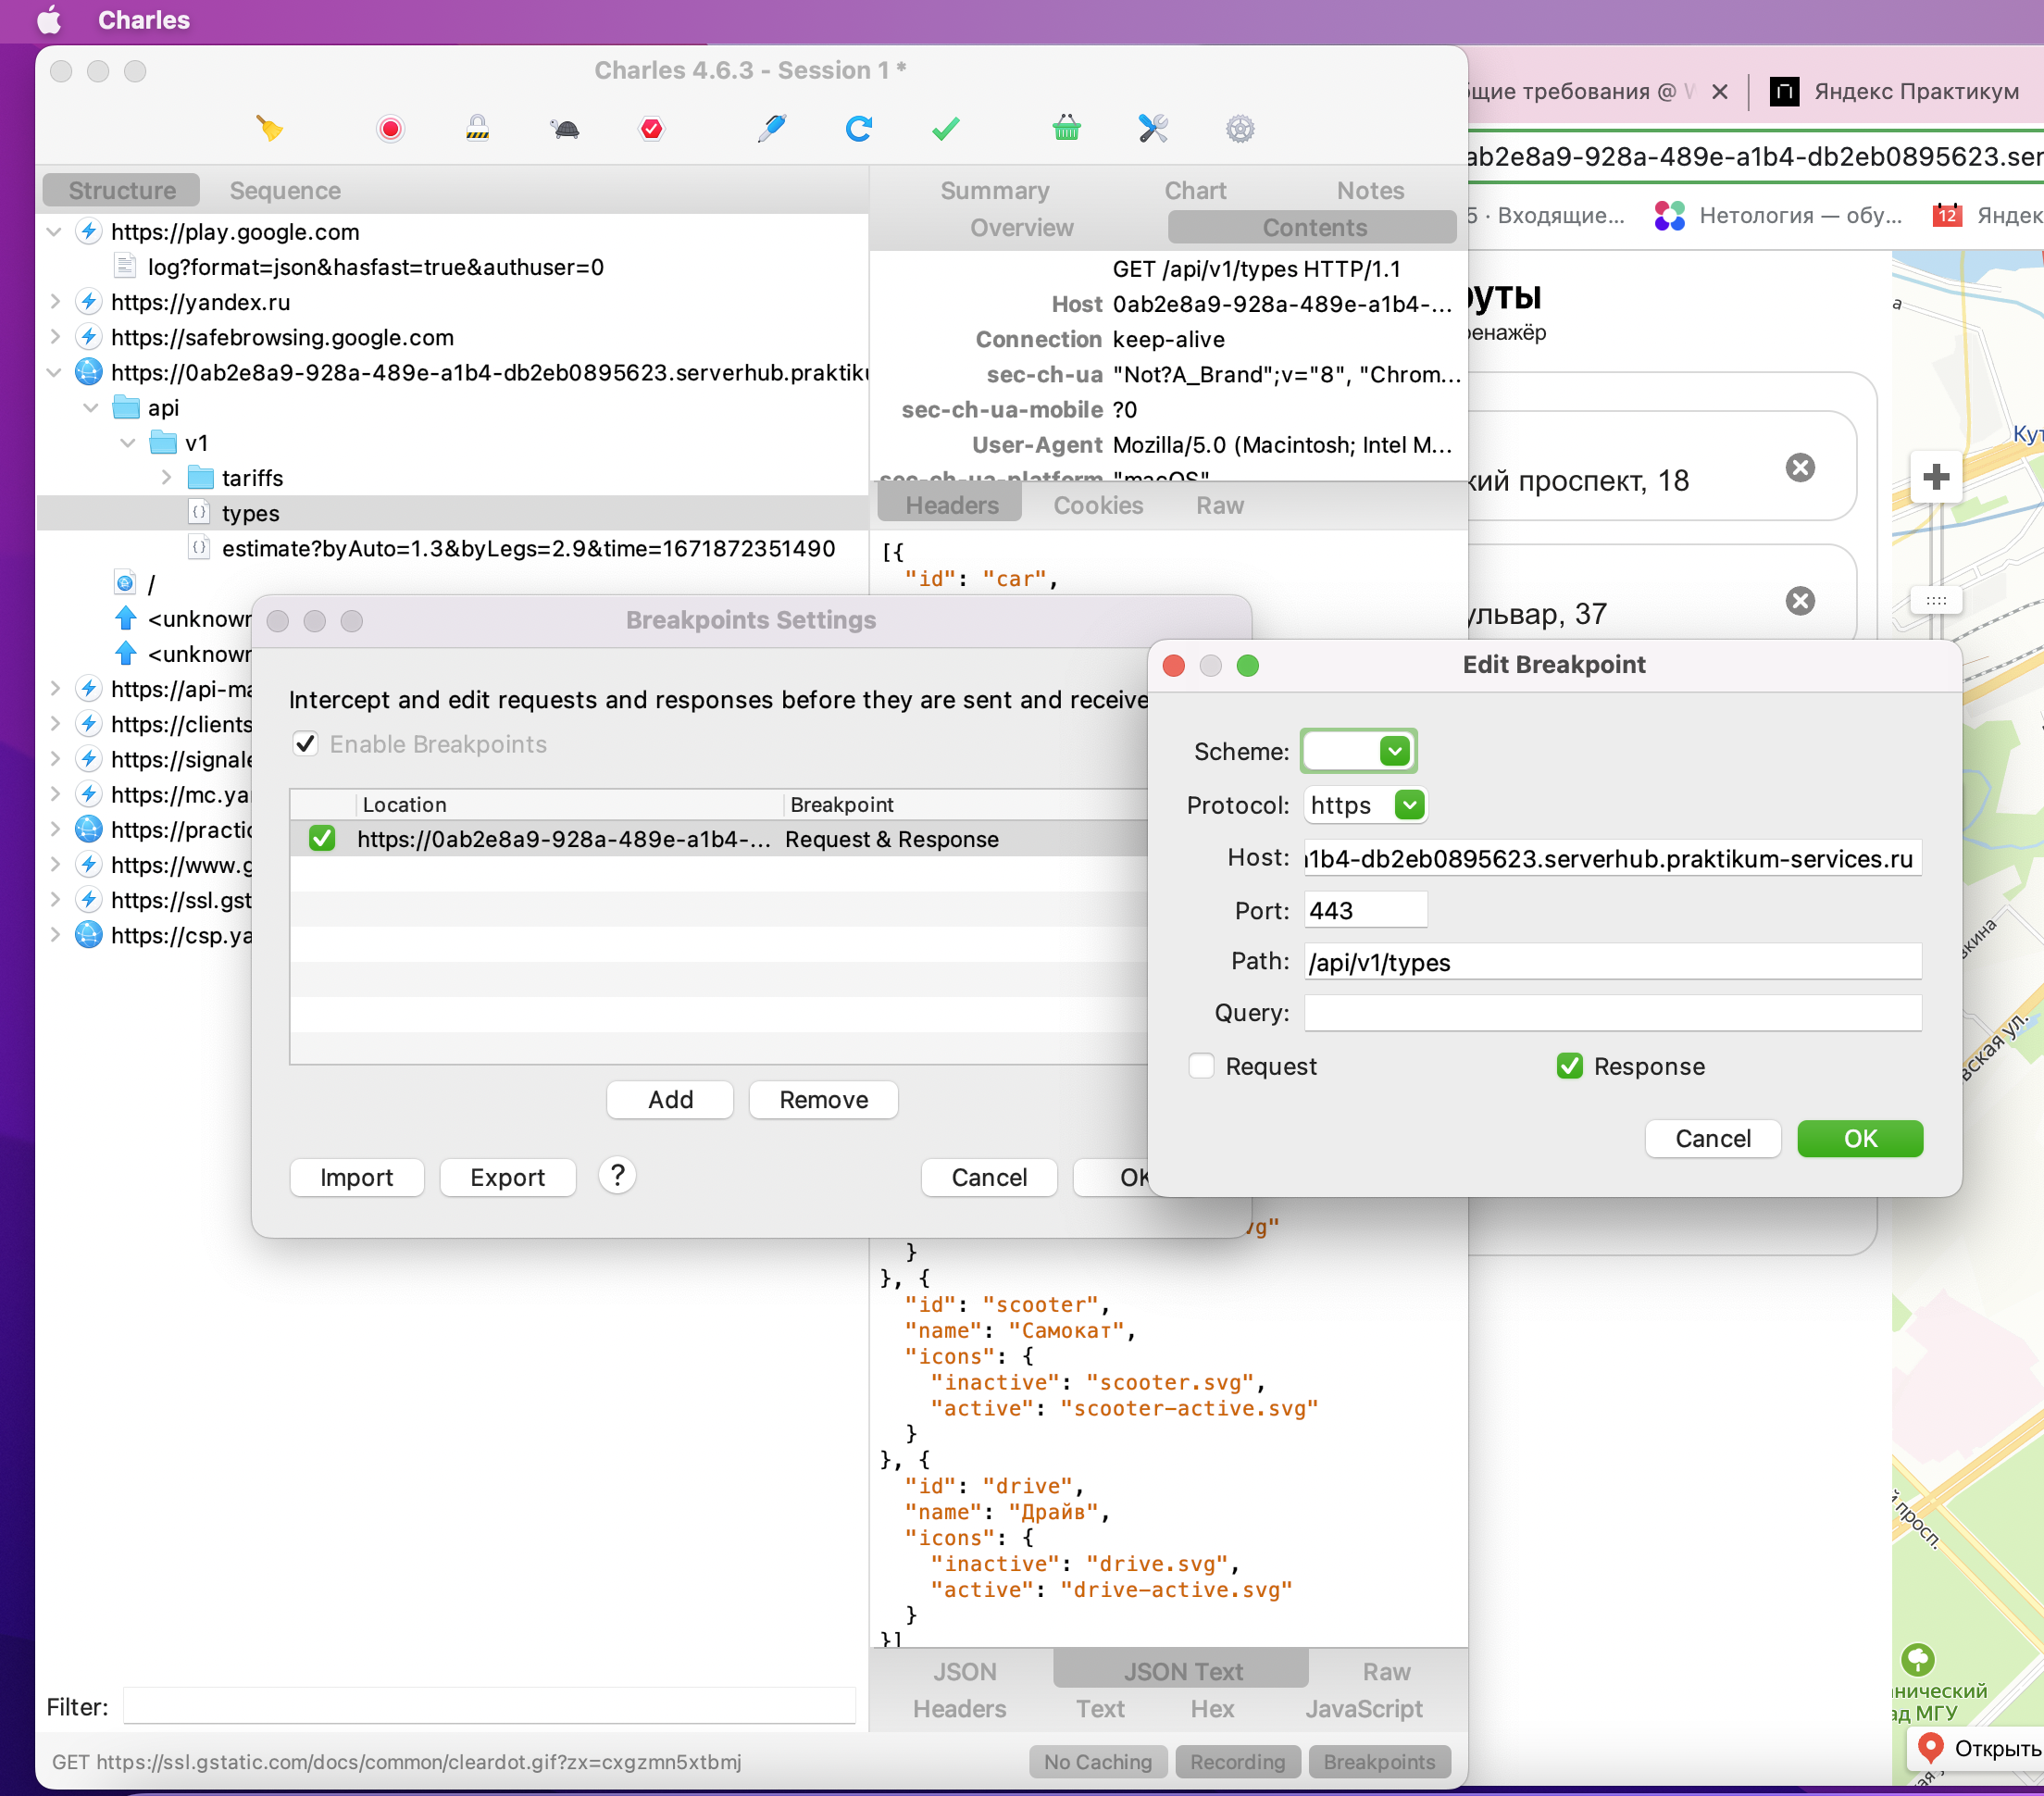 Charles
Charles 4.6.3 - Session 1 *
Structure
Sequence
https://play.google.com
log?format=json&hasfast=true&authuser=0
https://yandex.ru
https://safebrowsing.google.com
https://0ab2e8a9-928a-489e-a1b4-db2eb0895623.serverhub.praktik
api
v1
tariffs
types
estimate?byAuto=1.3&byLegs=2.9&time=1671872351490
/
<unknow
<unknow
https://api-ma
https://clients
https://signale
https://mc.ya
https://practic
https://www.g
https://ssl.gst
https://csp.ya
Filter:
GET https://ssl.gstatic.com/docs/common/cleardot.gif?zx=cxgzmn5xtbmj
No Caching
Recording
Breakpoints
Summary
Chart
Notes
Overview
Contents
GET /api/v1/types HTTP/1.1
Host 0ab2e8a9-928a-489e-a1b4-...
Connection keep-alive
sec-ch-ua "Not?A_Brand";v="8", "Chrom...
sec-ch-ua-mobile ?0
User-Agent Mozilla/5.0 (Macintosh; Intel M...
sec-ch-ua-platform "macOS"
Headers
Cookies
Raw
[{
"id": "car",
vg"
}
}, {
"id": "scooter",
"name": "Самокат",
"icons": {
"inactive": "scooter.svg",
"active": "scooter-active.svg"
}
}, {
"id": "drive",
"name": "Драйв",
"icons": {
"inactive": "drive.svg",
"active": "drive-active.svg"
}
}]
JSON
JSON Text
Raw
Headers
Text
Hex
JavaScript
Breakpoints Settings
Intercept and edit requests and responses before they are sent and receive
Enable Breakpoints
Location
Breakpoint
https://0ab2e8a9-928a-489e-a1b4-...
Request & Response
Add
Remove
Import
Export
?
Cancel
OK
Edit Breakpoint
Scheme:
Protocol: https
Host: a1b4-db2eb0895623.serverhub.praktikum-services.ru
Port: 443
Path: /api/v1/types
Query:
Request
Response
Cancel
OK
бщие требования @ W
Яндекс Практикум
ab2e8a9-928a-489e-a1b4-db2eb0895623.ser
5 · Входящие...
Нетология — обу...
12
Яндек
руты
ренажёр
кий проспект, 18
ульвар, 37
а
Кут
вкина
вская ул.
й просп.
нический
ад МГУ
Открыть
ая у